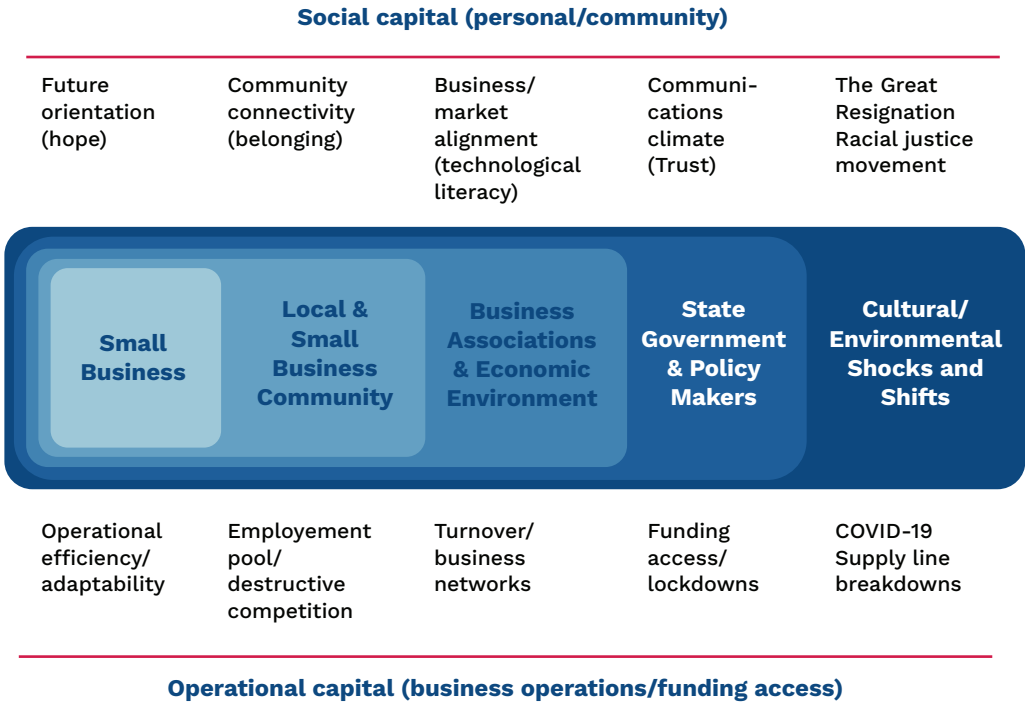 Social capital (personal/community)
Future
orientation
(hope)
Community
connectivity
(belonging)
Business/
market
alignment
(technological
literacy)
Communi-
cations
climate
(Trust)
The Great
Resignation
Racial justice
movement
Small
Business
Local &
Small
Business
Community
Business
Associations
& Economic
Environment
State
Government
& Policy
Makers
Cultural/
Environmental
Shocks and
Shifts
Operational
efficiency/
adaptability
Employement
pool/
destructive
competition
Turnover/
business
networks
Funding
access/
lockdowns
COVID-19
Supply line
breakdowns
Operational capital (business operations/funding access)